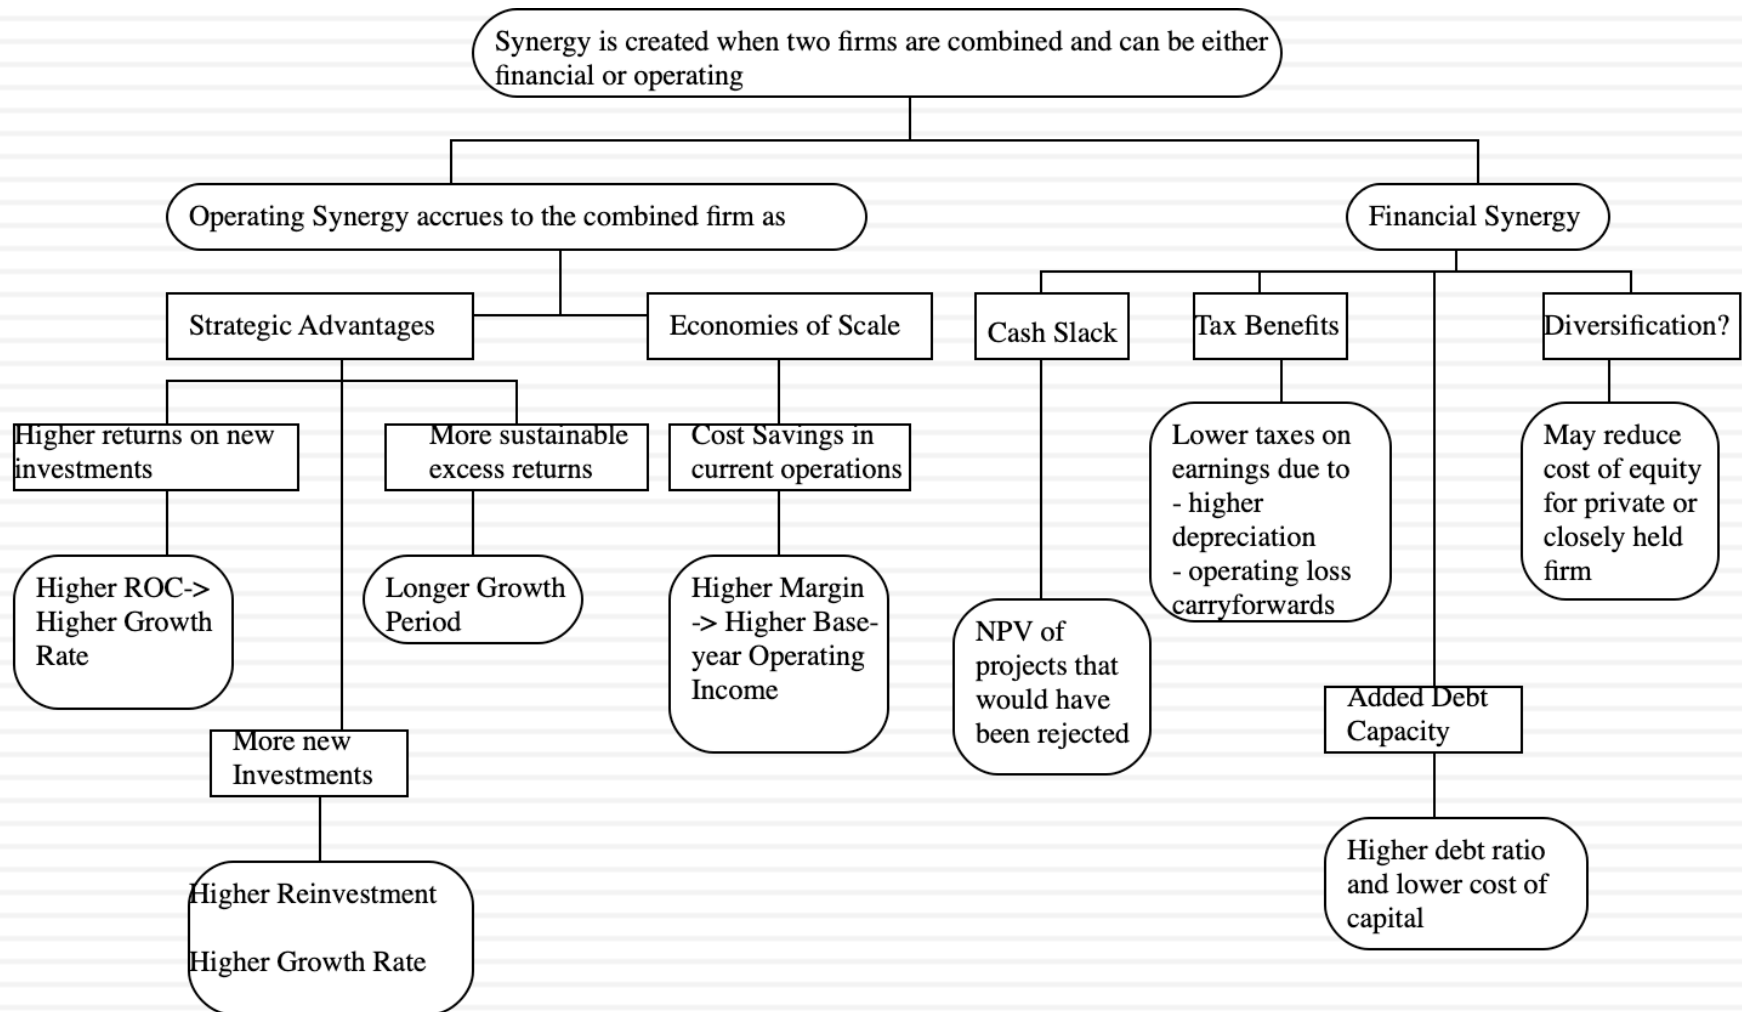 Synergy is created when two firms are combined and can be either
financial or operating
Operating Synergy accrues to the combined firm as
Financial Synergy
Strategic Advantages
Economies of Scale
Cash Slack
Tax Benefits
Diversification?
Higher returns on new
investments
More sustainable
excess returns
Cost Savings in
current operations
Lower taxes on
earnings due to
- higher
depreciation
- operating loss
carryforwards
May reduce
cost of equity
for private or
closely held
firm
Higher ROC->
Higher Growth
Rate
Longer Growth
Period
Higher Margin
-> Higher Base-
year Operating
Income
NPV of
projects that
would have
been rejected
Added Debt
Capacity
More new
Investments
Higher debt ratio
and lower cost of
capital
Higher Reinvestment
Higher Growth Rate